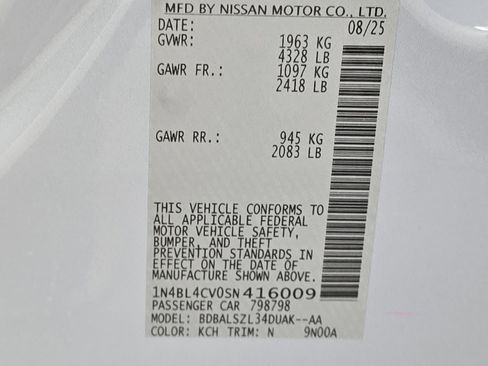 MFD BY NISSAN MOTOR CO., LTD.
DATE: 08/25
GVWR: 1963 KG
4328 LB
GAWR FR.: 1097 KG
2418 LB
GAWR RR.: 945 KG
2083 LB
THIS VEHICLE CONFORMS TO
ALL APPLICABLE FEDERAL
MOTOR VEHICLE SAFETY,
BUMPER, AND THEFT
PREVENTION STANDARDS IN
EFFECT ON THE DATE OF
MANUFACTURE SHOWN ABOVE.
1N4BL4CV0SN416009
PASSENGER CAR 798798
MODEL: BDBALSZL34DUAK--AA
COLOR: KCH TRIM: N 9N00A